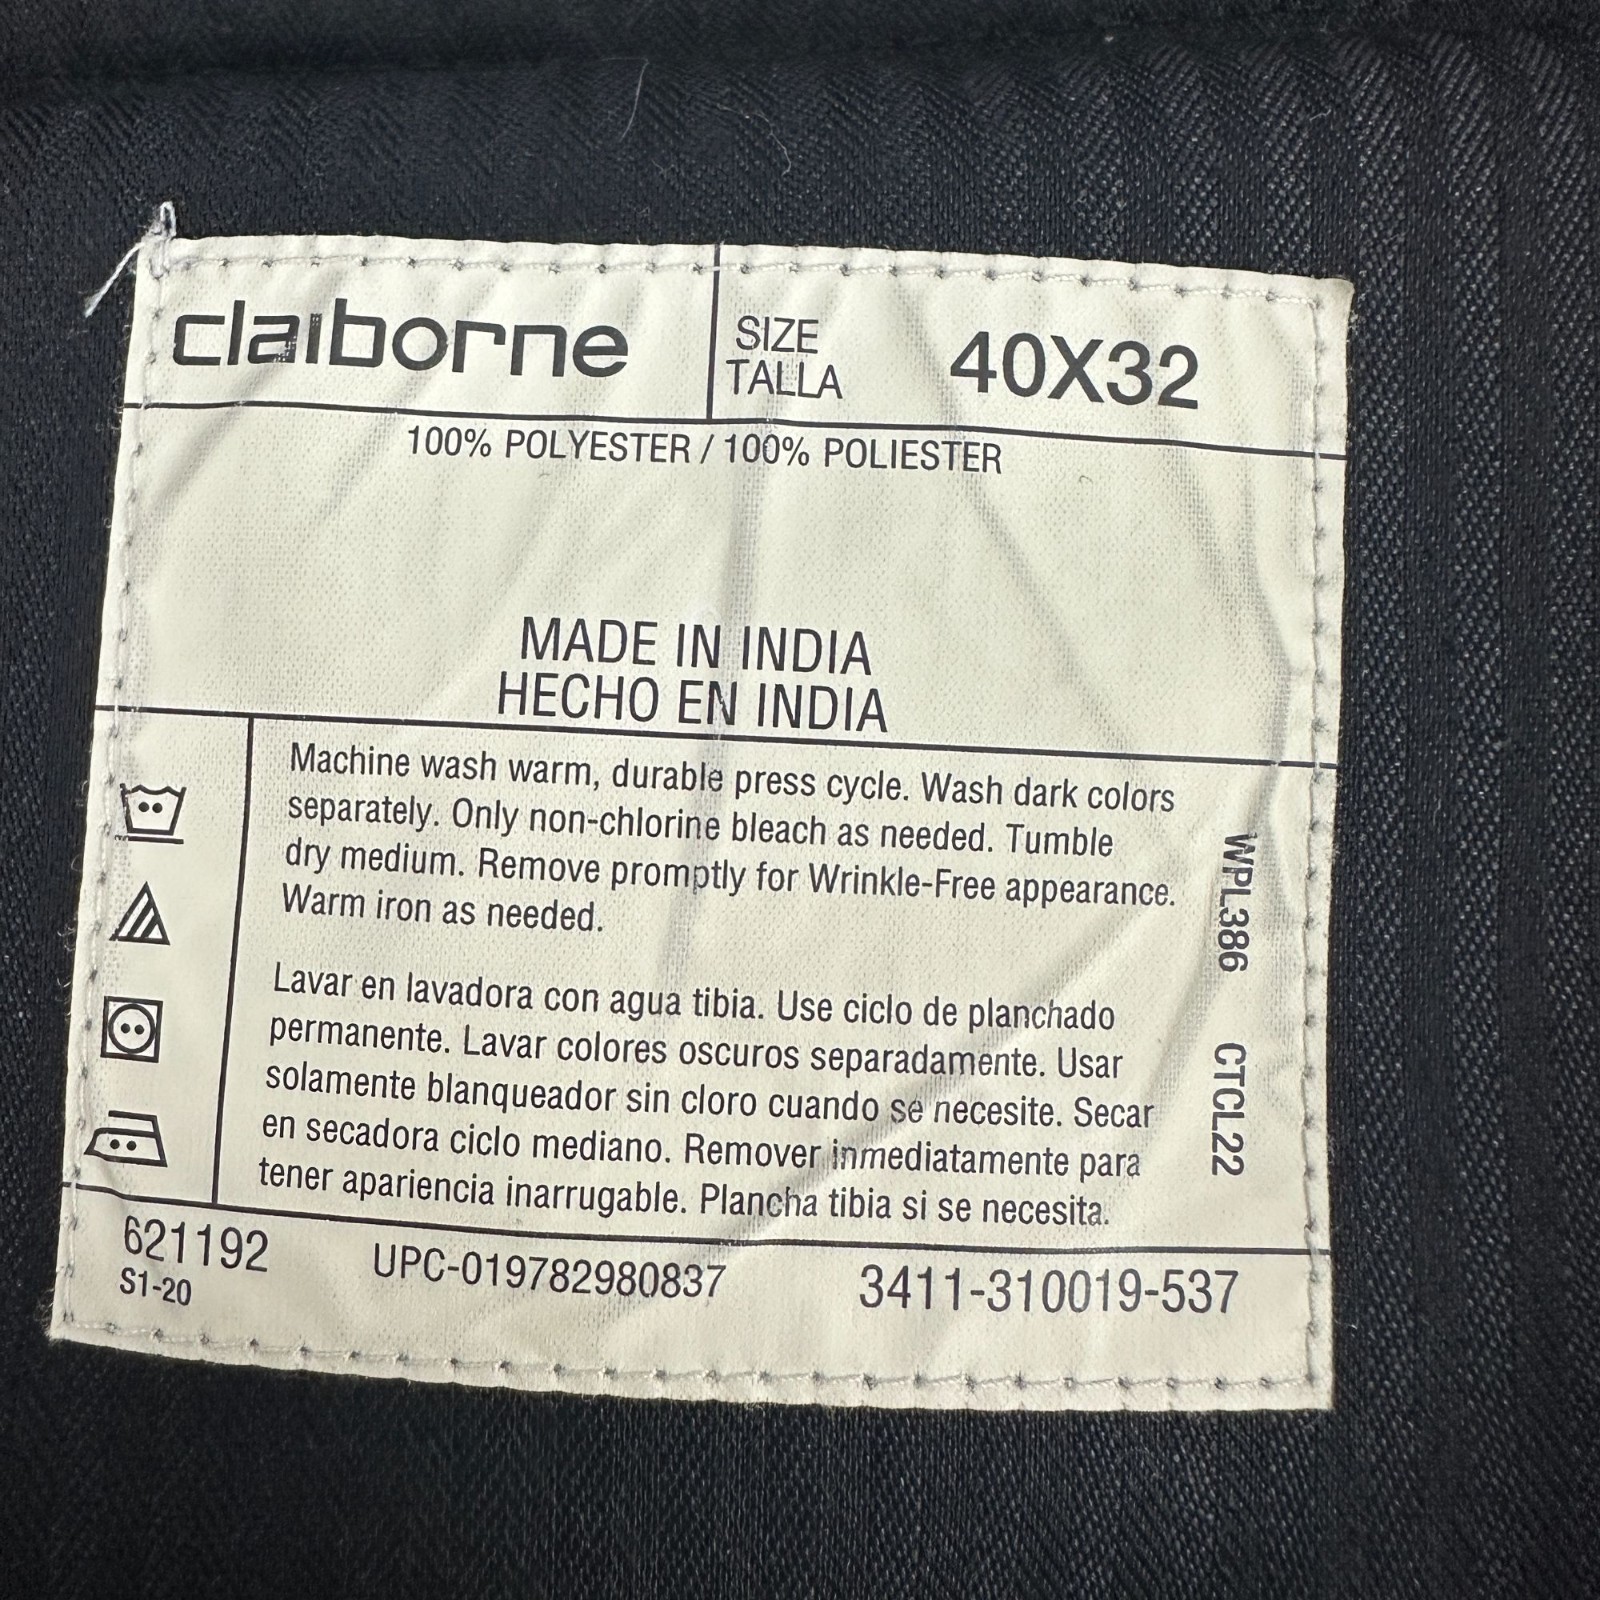 claiborne
SIZE
TALLA
40X32
100% POLYESTER / 100% POLIESTER
MADE IN INDIA
HECHO EN INDIA
Machine wash warm, durable press cycle. Wash dark colors
separately. Only non-chlorine bleach as needed. Tumble
dry medium. Remove promptly for Wrinkle-Free appearance.
Warm iron as needed.
Lavar en lavadora con agua tibia. Use ciclo de planchado
permanente. Lavar colores oscuros separadamente. Usar
solamente blanqueador sin cloro cuando se necesite. Secar
en secadora ciclo mediano. Remover inmediatamente para
tener apariencia inarrugable. Plancha tibia si se necesita.
WPL386 CTCL22
621192
S1-20
UPC-019782980837
3411-310019-537